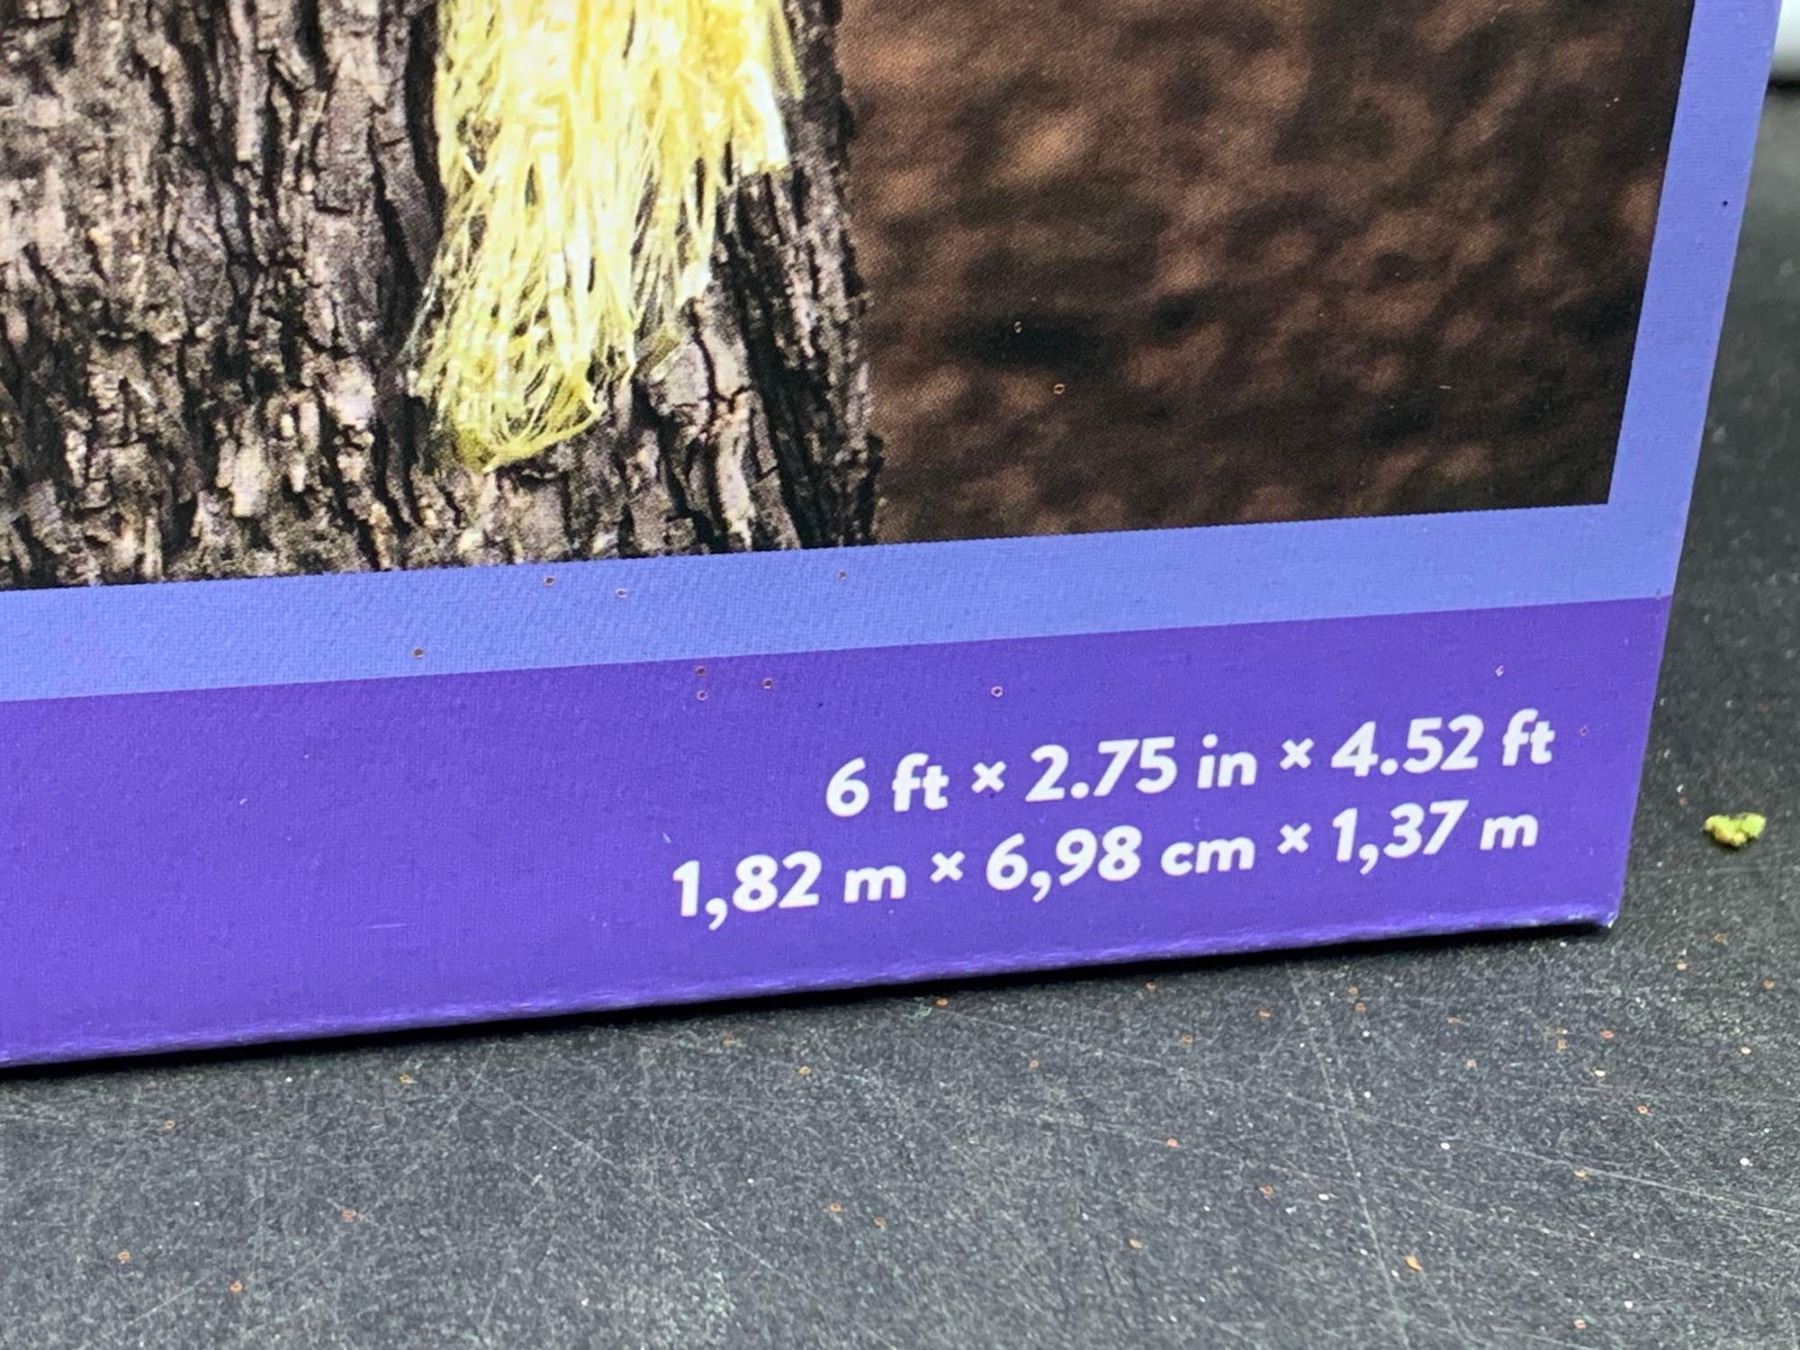 6 ft × 2.75 in × 4.52 ft
1,82 m × 6,98 cm × 1,37 m